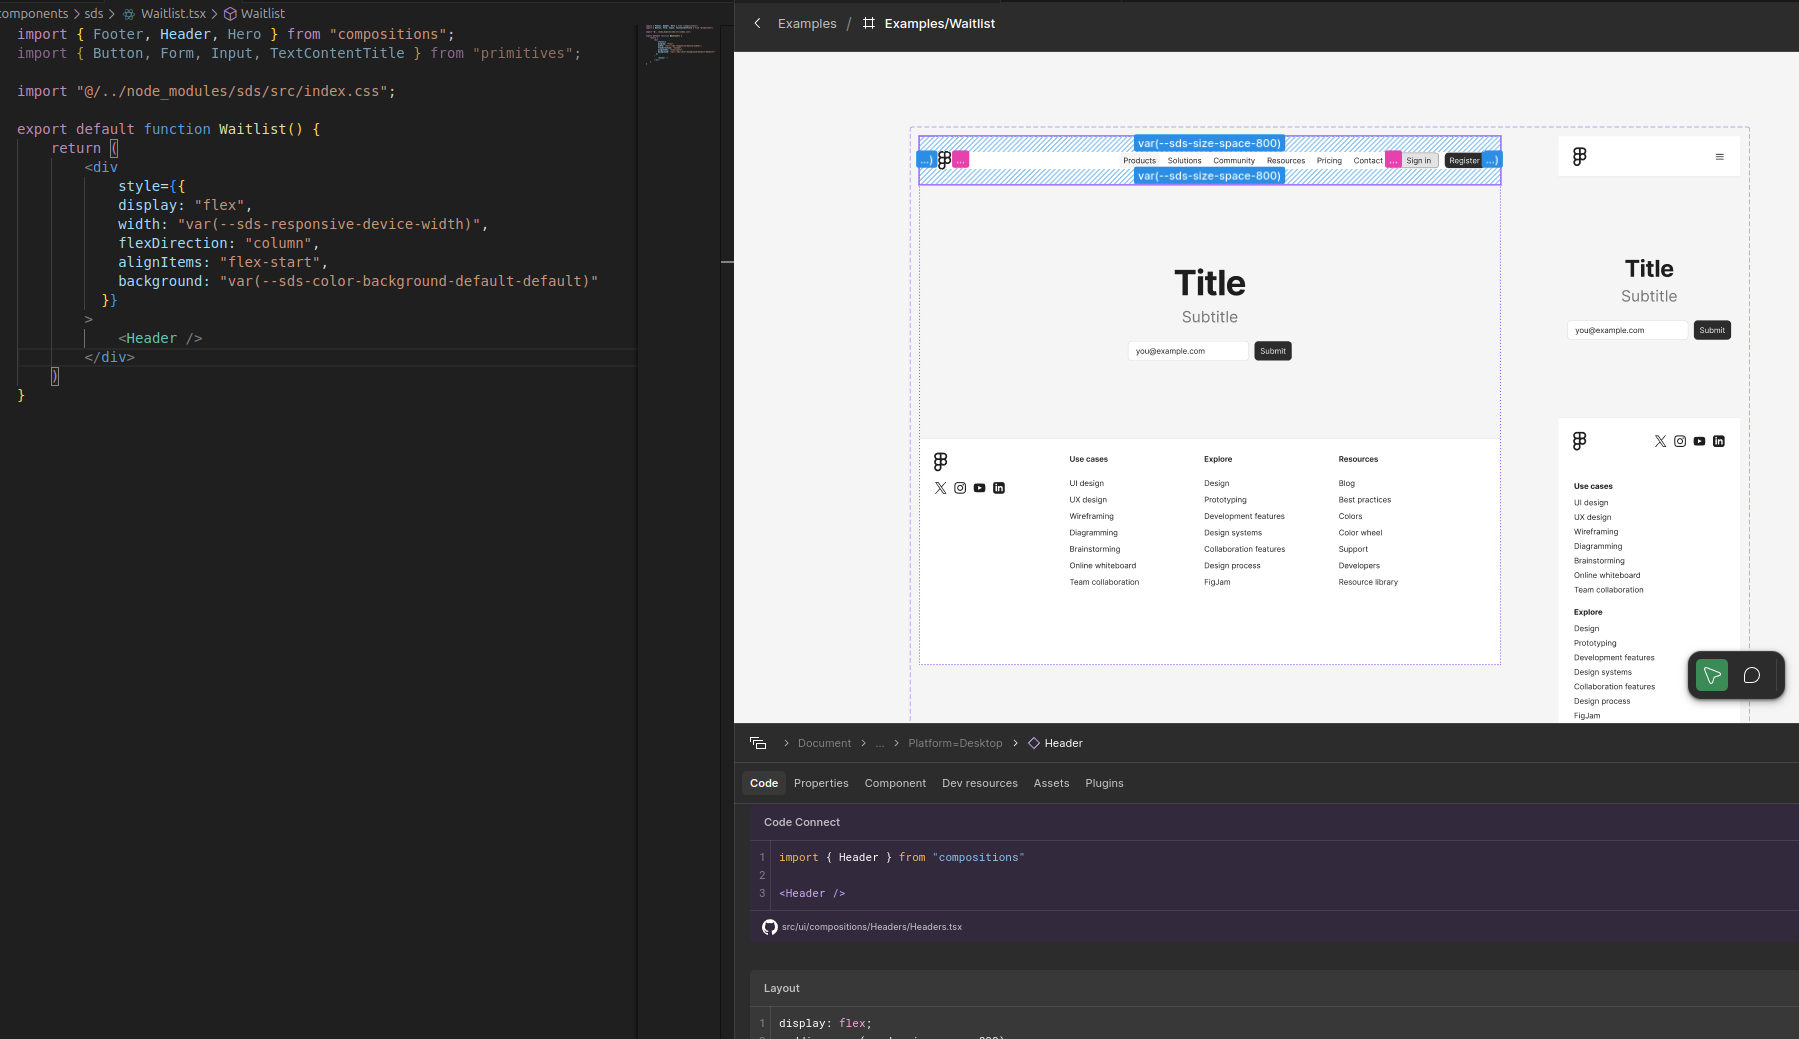 components > sds > Waitlist.tsx > Waitlist
import { Footer, Header, Hero } from "compositions";
import { Button, Form, Input, TextContentTitle } from "primitives";
import "@/../node_modules/sds/src/index.css";
export default function Waitlist() {
return (
<div
style={{
display: "flex",
width: "var(--sds-responsive-device-width)",
flexDirection: "column",
alignItems: "flex-start",
background: "var(--sds-color-background-default-default)"
}}
>
<Header />
</div>
)
}
Examples / Examples/Waitlist
var(--sds-size-space-800)
...) ... Products Solutions Community Resources Pricing Contact ... Sign in Register ...)
var(--sds-size-space-800)
Title
Subtitle
you@example.com Submit
Use cases
UI design
UX design
Wireframing
Diagramming
Brainstorming
Online whiteboard
Team collaboration
Explore
Design
Prototyping
Development features
Design systems
Collaboration features
Design process
FigJam
Resources
Blog
Best practices
Colors
Color wheel
Support
Developers
Resource library
Title
Subtitle
you@example.com Submit
Use cases
UI design
UX design
Wireframing
Diagramming
Brainstorming
Online whiteboard
Team collaboration
Explore
Design
Prototyping
Development features
Design systems
Collaboration features
Design process
FigJam
> Document > ... > Platform=Desktop > Header
Code Properties Component Dev resources Assets Plugins
Code Connect
1 import { Header } from "compositions"
2
3 <Header />
src/ui/compositions/Headers/Headers.tsx
Layout
1 display: flex;